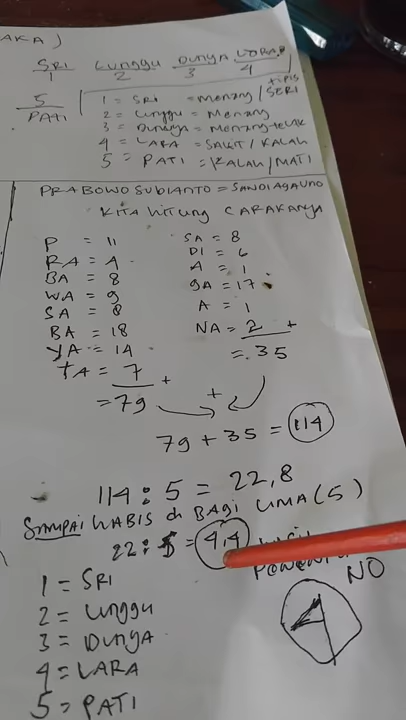 AKA)
SRI LUNGGU DUNYA LORA
1 2 3 4
5
PATI
1 = SRI = MENANG / TIPIS SERI
2 = LUNGGU = MENANG
3 = DUNYA = MENANG TELAK
4 = LARA = SAKIT / KALAH
5 = PATI = KALAH / MATI
PRABOWO SUBIANTO = SANDIAGA UNO
KITA HITUNG CARAKANYA
P = 11
RA = 4
BA = 8
WA = 9
SA = 8
BA = 18
YA = 14
TA = 7 +
= 79
SA = 8
DI = 6
A = 1
GA = 17
A = 1
NA = 2 +
= 35
+
79 + 35 = 114
114 : 5 = 22,8
SAMPAI HABIS di BAGI LIMA (5)
22 : 5 = 4,4
NO
4
1 = SRI
2 = LUNGGU
3 = DUNYA
4 = LARA
5 = PATI